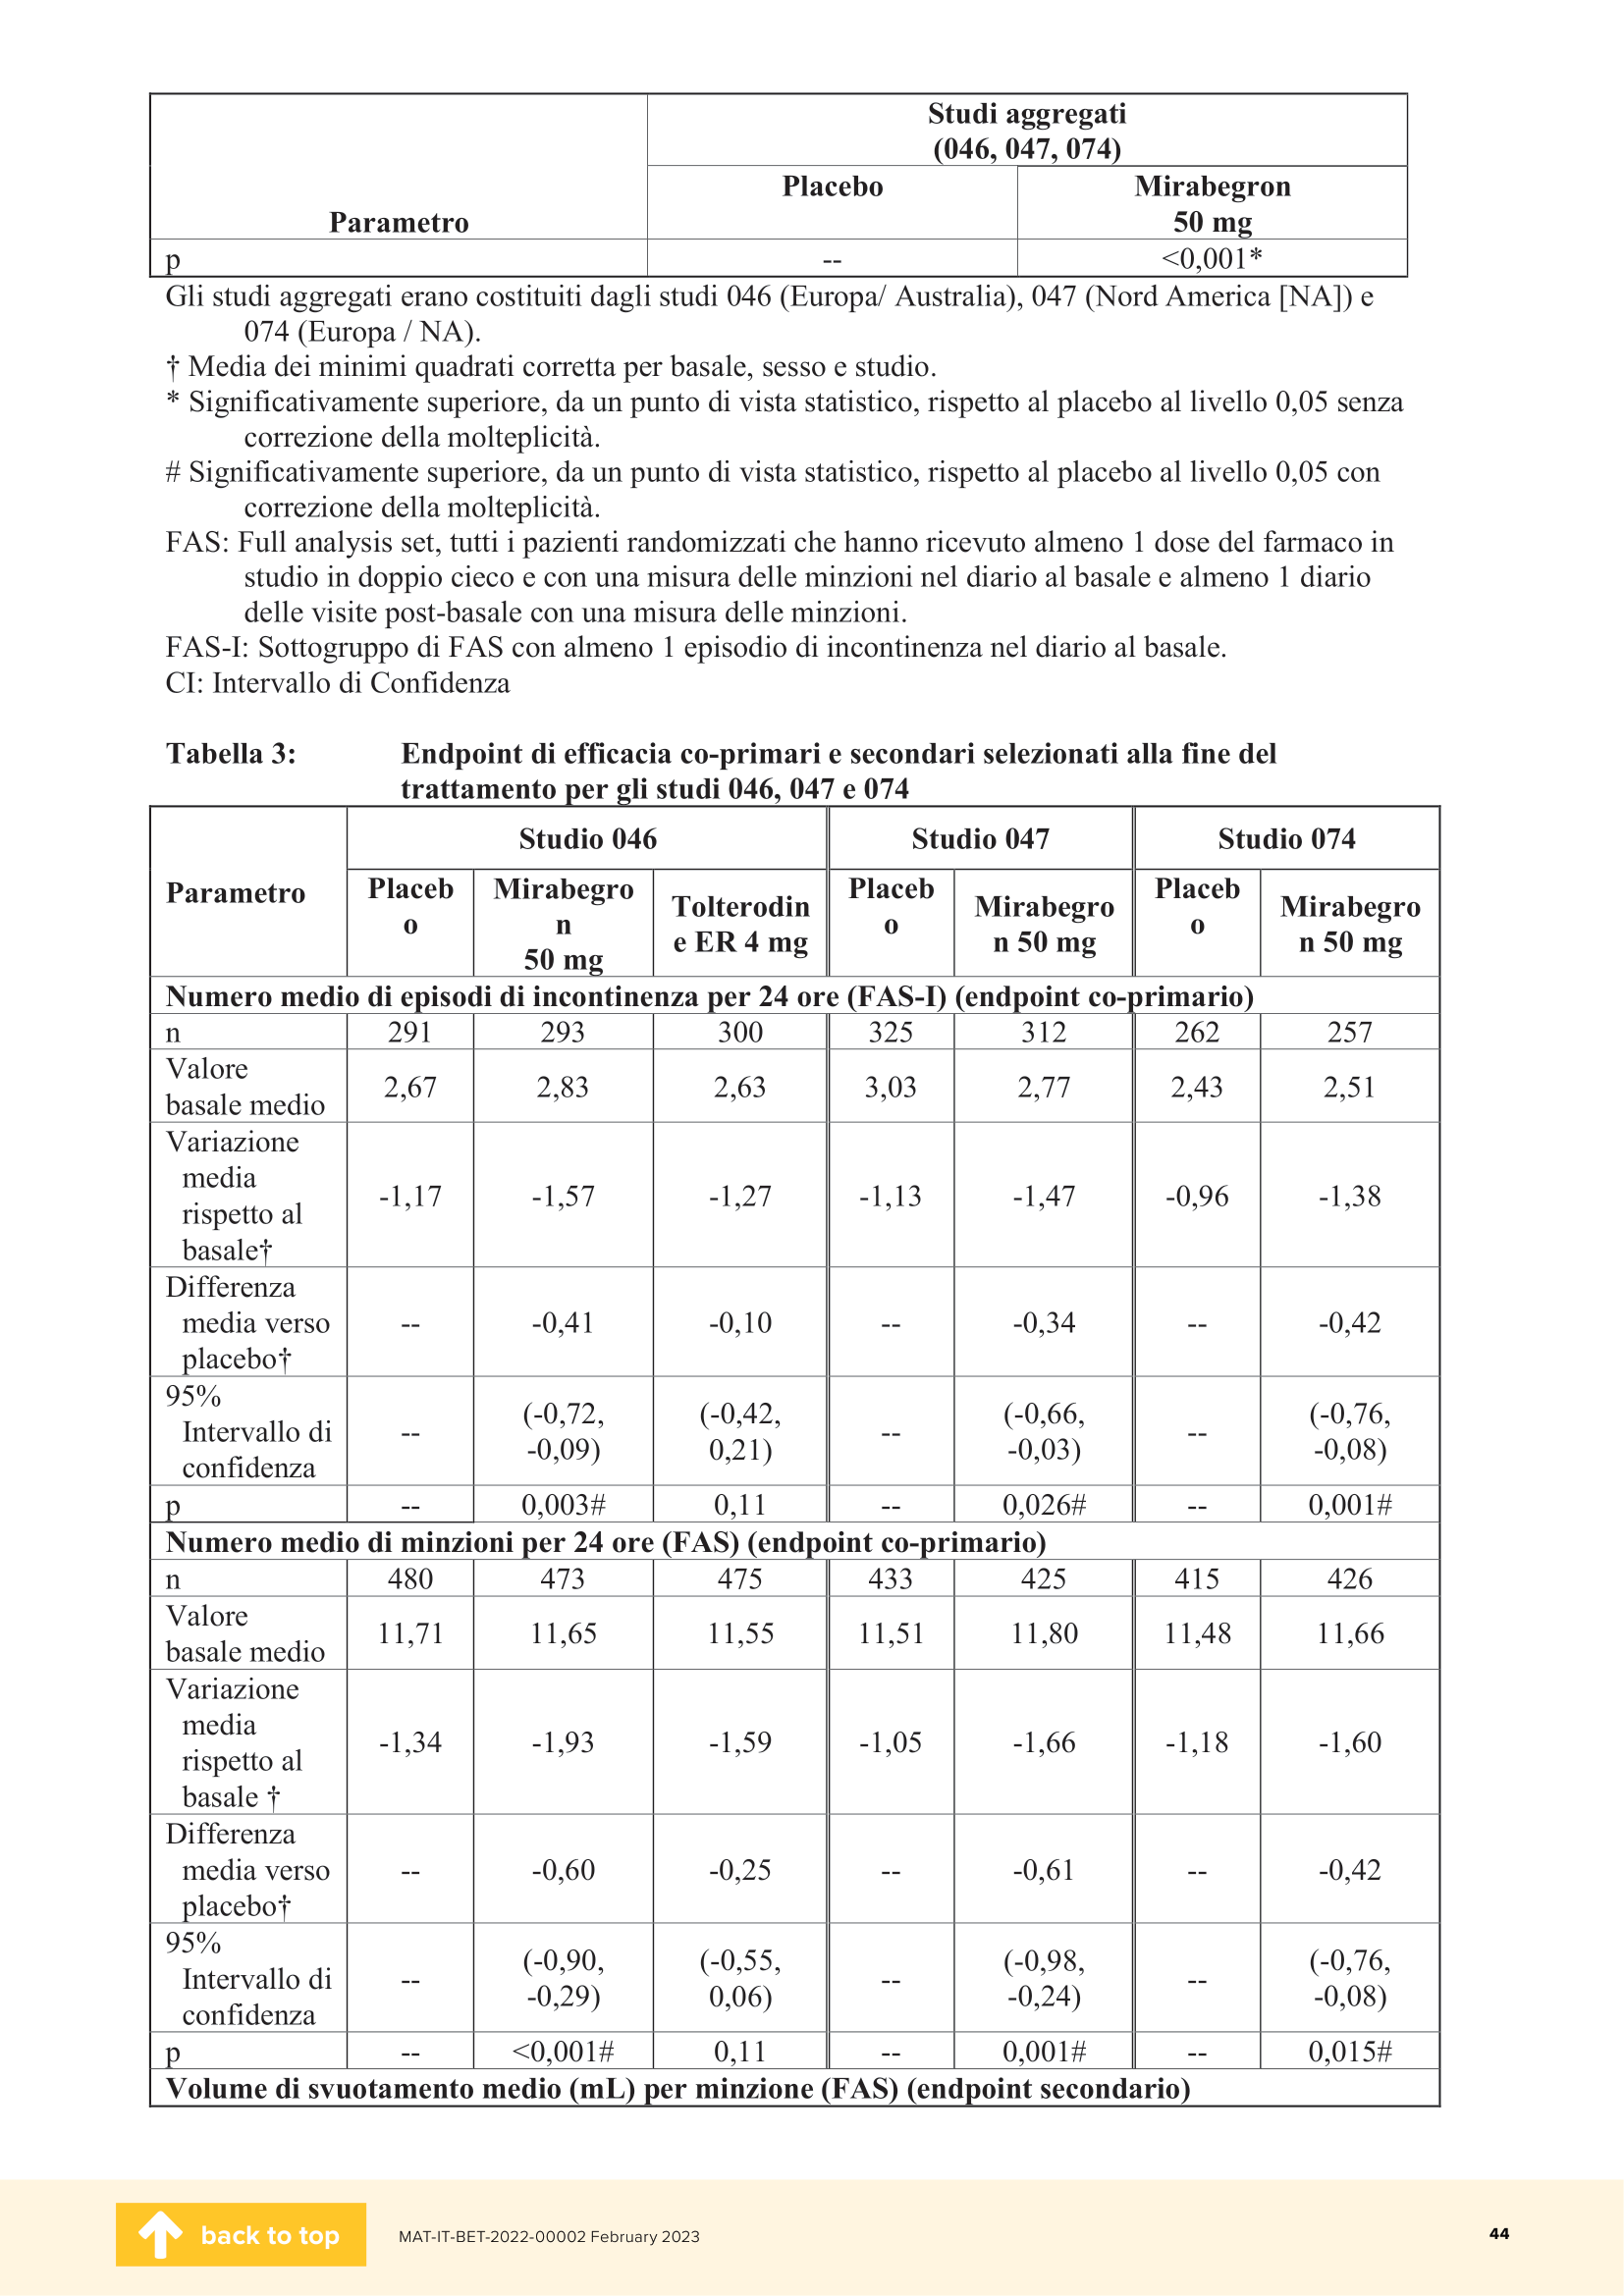 Studi aggregati
(046, 047, 074)
Parametro Placebo Mirabegron
50 mg
p -- <0,001*
Gli studi aggregati erano costituiti dagli studi 046 (Europa/ Australia), 047 (Nord America [NA]) e
074 (Europa / NA).
† Media dei minimi quadrati corretta per basale, sesso e studio.
* Significativamente superiore, da un punto di vista statistico, rispetto al placebo al livello 0,05 senza
correzione della molteplicità.
# Significativamente superiore, da un punto di vista statistico, rispetto al placebo al livello 0,05 con
correzione della molteplicità.
FAS: Full analysis set, tutti i pazienti randomizzati che hanno ricevuto almeno 1 dose del farmaco in
studio in doppio cieco e con una misura delle minzioni nel diario al basale e almeno 1 diario
delle visite post-basale con una misura delle minzioni.
FAS-I: Sottogruppo di FAS con almeno 1 episodio di incontinenza nel diario al basale.
CI: Intervallo di Confidenza
Tabella 3: Endpoint di efficacia co-primari e secondari selezionati alla fine del
trattamento per gli studi 046, 047 e 074
Parametro
Studio 046 Studio 047 Studio 074
Placeb
o
Mirabegro
n
50 mg
Tolterodin
e ER 4 mg
Placeb
o
Mirabegro
n 50 mg
Placeb
o
Mirabegro
n 50 mg
Numero medio di episodi di incontinenza per 24 ore (FAS-I) (endpoint co-primario)
n 291 293 300 325 312 262 257
Valore
basale medio
2,67 2,83 2,63 3,03 2,77 2,43 2,51
Variazione
media
rispetto al
basale†
-1,17 -1,57 -1,27 -1,13 -1,47 -0,96 -1,38
Differenza
media verso
placebo†
-- -0,41 -0,10 -- -0,34 -- -0,42
95%
Intervallo di
confidenza
-- (-0,72, (-0,42, -- (-0,66, -- (-0,76,
-0,09) 0,21) -0,03) -0,08)
p -- 0,003# 0,11 -- 0,026# -- 0,001#
Numero medio di minzioni per 24 ore (FAS) (endpoint co-primario)
n 480 473 475 433 425 415 426
Valore
basale medio
11,71 11,65 11,55 11,51 11,80 11,48 11,66
Variazione
media
rispetto al
basale †
-1,34 -1,93 -1,59 -1,05 -1,66 -1,18 -1,60
Differenza
media verso
placebo†
-- -0,60 -0,25 -- -0,61 -- -0,42
95%
Intervallo di
confidenza
-- (-0,90, (-0,55, -- (-0,98, -- (-0,76,
-0,29) 0,06) -0,24) -0,08)
p -- <0,001# 0,11 -- 0,001# -- 0,015#
Volume di svuotamento medio (mL) per minzione (FAS) (endpoint secondario)
back to top
MAT-IT-BET-2022-00002 February 2023
44